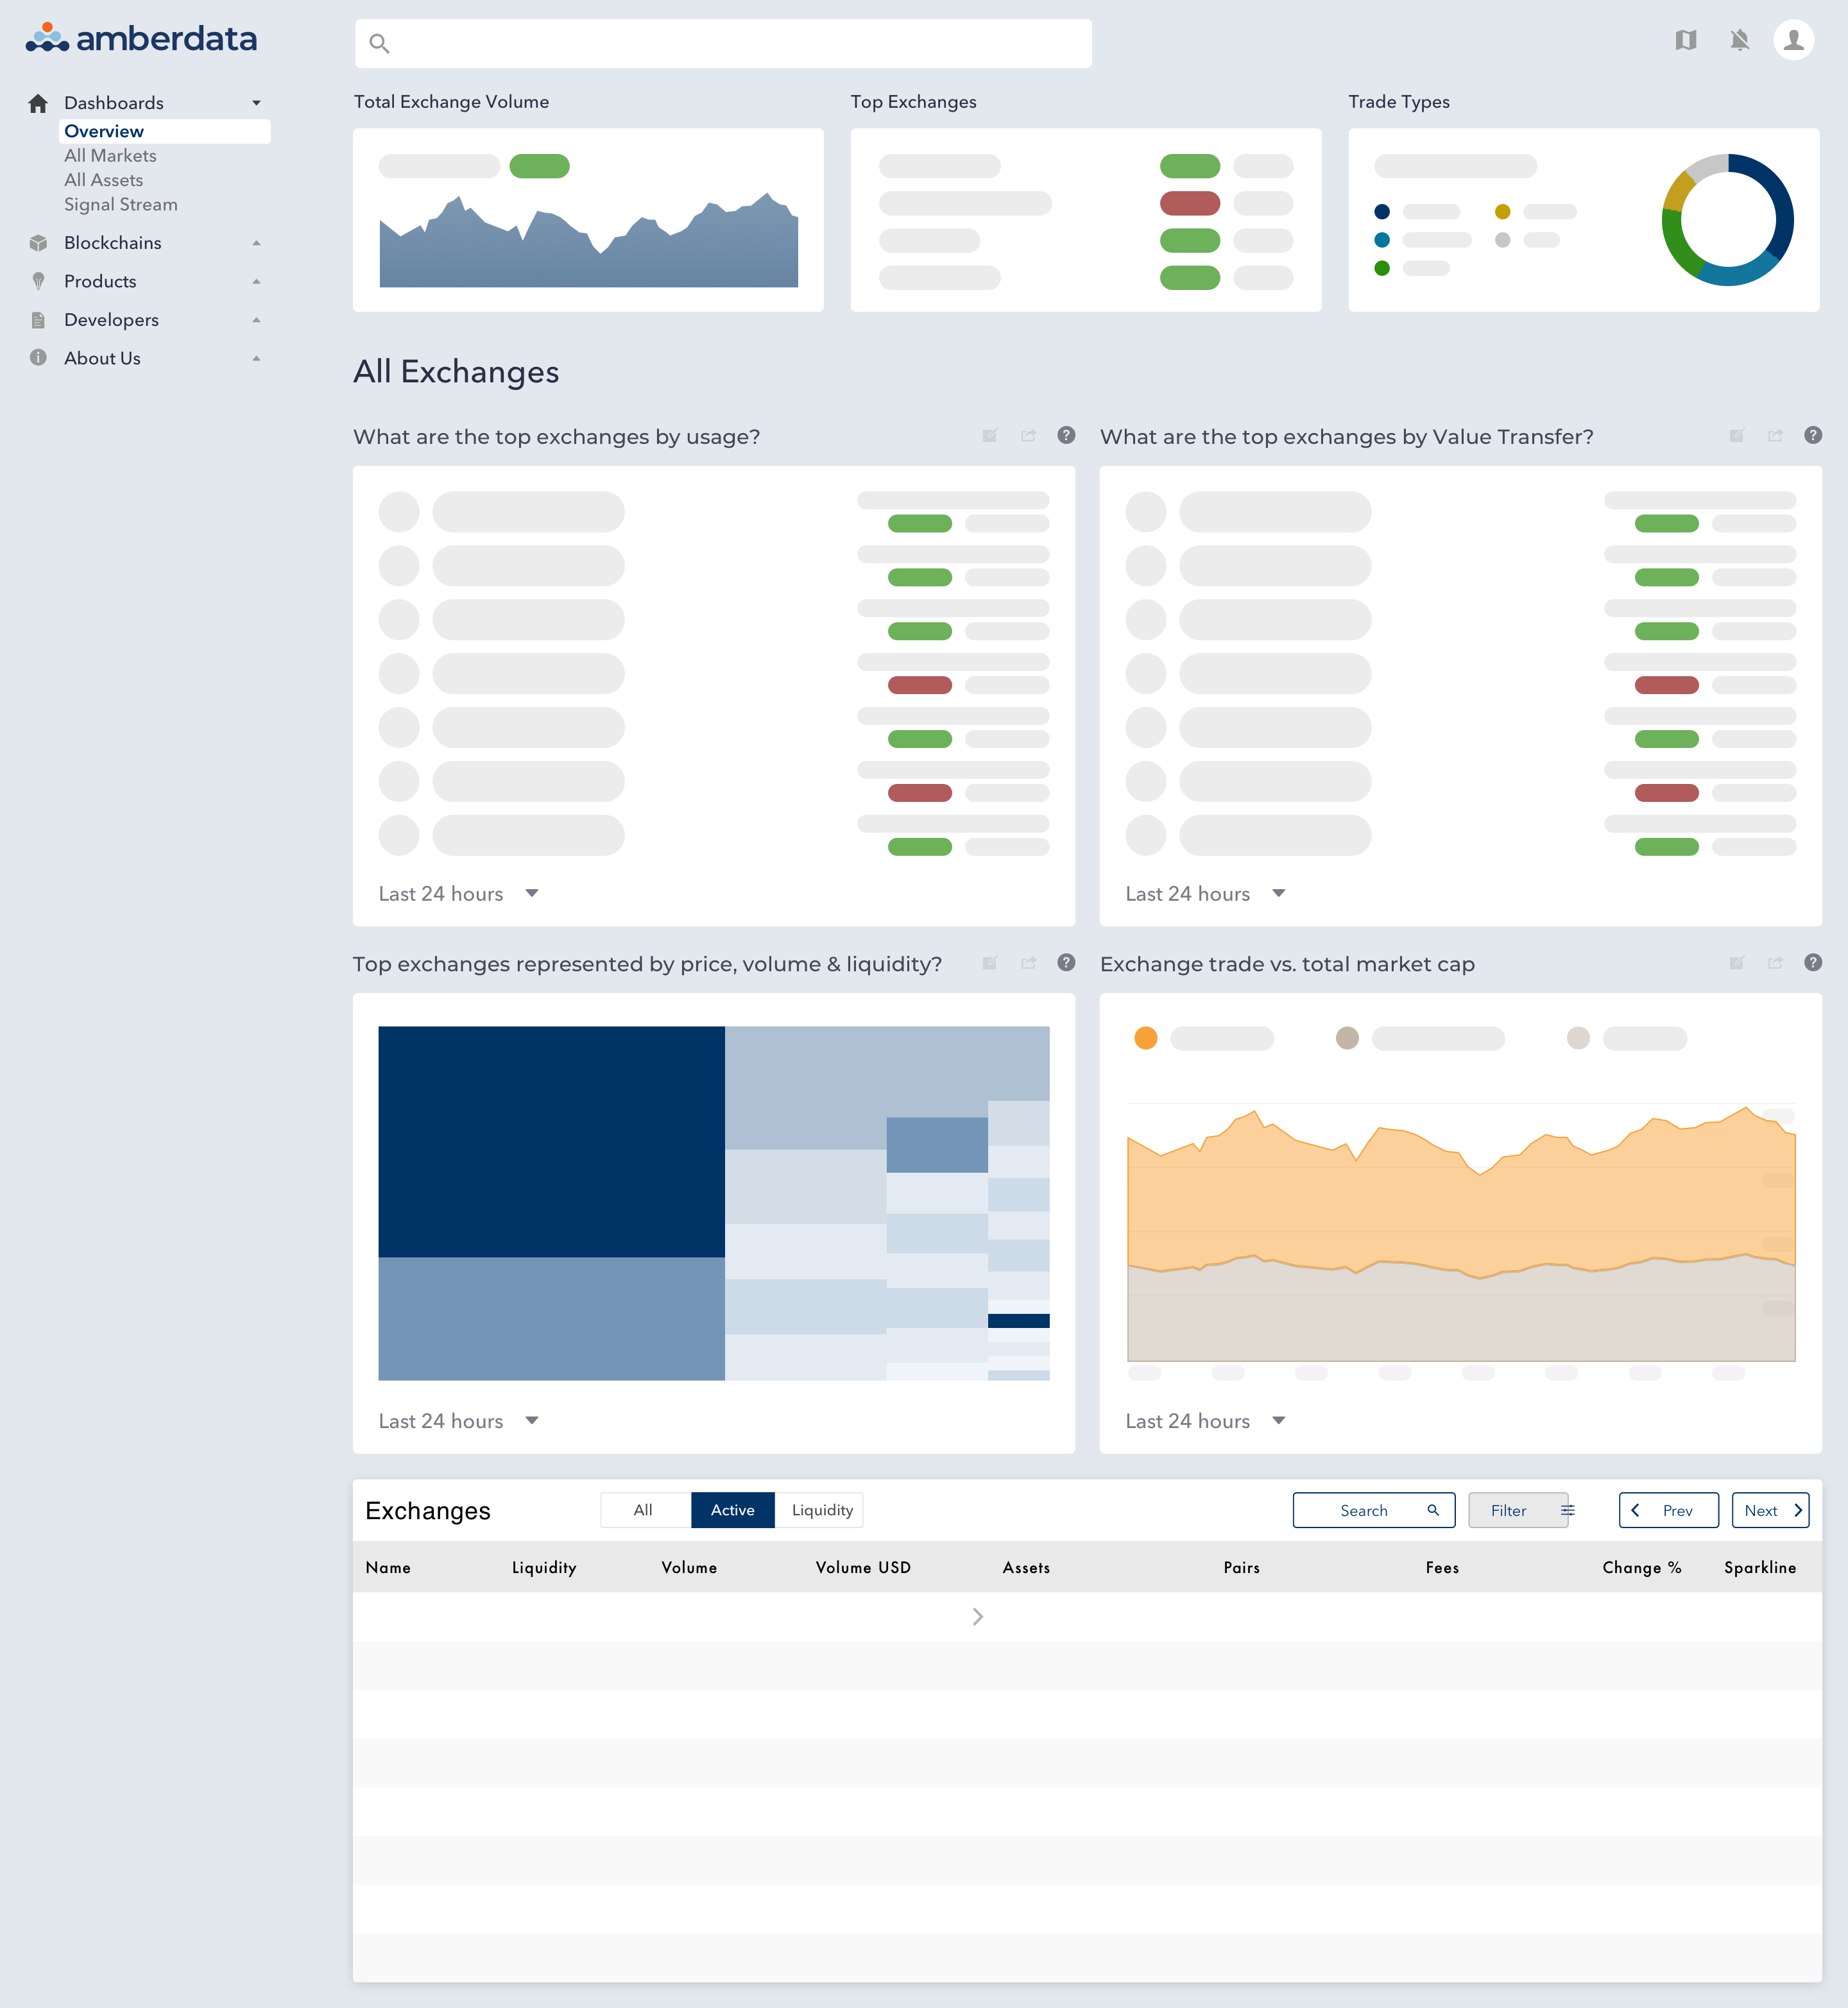 amberdata
Dashboards
Overview
All Markets
All Assets
Signal Stream
Blockchains
Products
Developers
About Us
Total Exchange Volume
Top Exchanges
Trade Types
All Exchanges
What are the top exchanges by usage?
What are the top exchanges by Value Transfer?
Last 24 hours
Last 24 hours
Top exchanges represented by price, volume & liquidity?
Exchange trade vs. total market cap
Last 24 hours
Last 24 hours
Exchanges
All Active Liquidity
Search Filter Prev Next
Name Liquidity Volume Volume USD Assets Pairs Fees Change % Sparkline